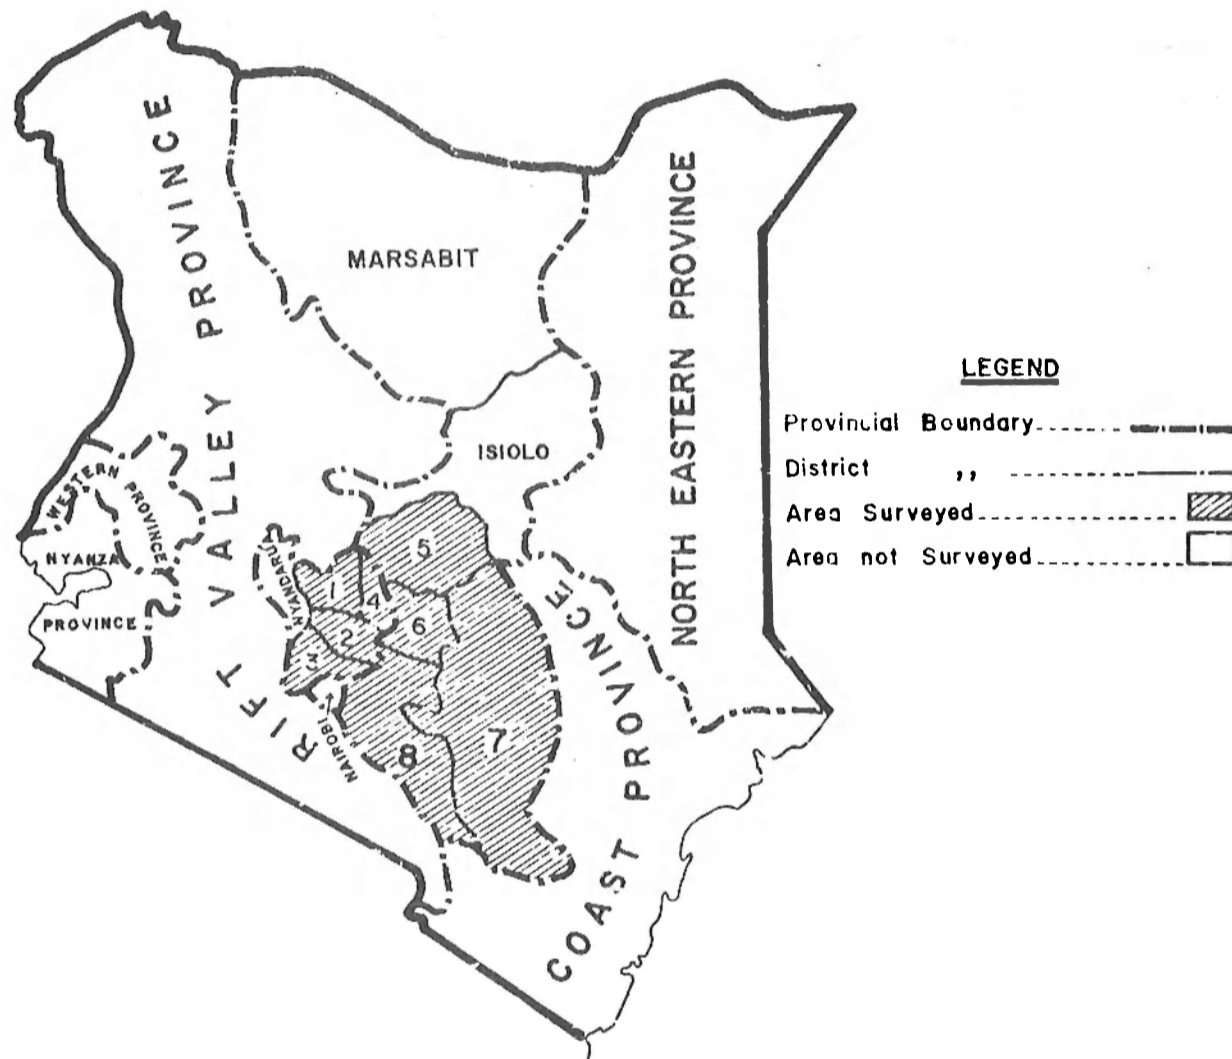 RIFT VALLEY PROVINCE
MARSABIT
NORTH EASTERN PROVINCE
ISIOLO
WESTERN PROVINCE
NYANZA
PROVINCE
NYANDARUA
5
1
4
2
6
3
7
8
NAIROBI
COAST PROVINCE
LEGEND
Provincial Boundary
District ,,
Area Surveyed
Area not Surveyed